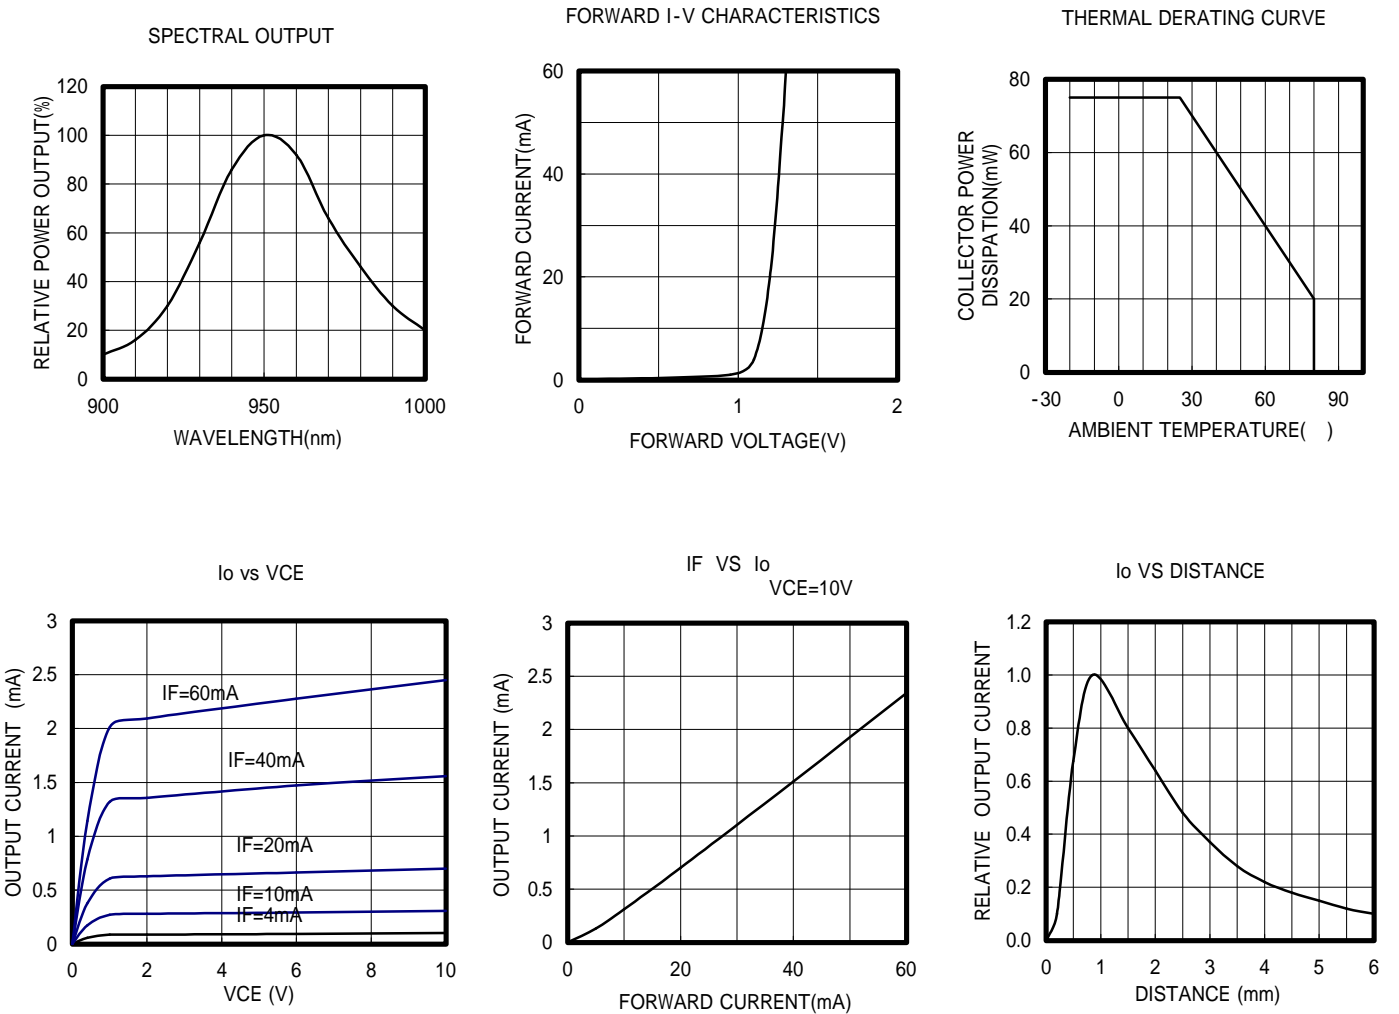 SPECTRAL OUTPUT
RELATIVE POWER OUTPUT(%)
120
100
80
60
40
20
0
900 950 1000
WAVELENGTH(nm)
FORWARD I-V CHARACTERISTICS
FORWARD CURRENT(mA)
60
40
20
0
0 1 2
FORWARD VOLTAGE(V)
THERMAL DERATING CURVE
COLLECTOR POWER
DISSIPATION(mW)
80
60
40
20
0
-30 0 30 60 90
AMBIENT TEMPERATURE( )
Io vs VCE
OUTPUT CURRENT (mA)
3
2.5
2
1.5
1
0.5
0
IF=60mA
IF=40mA
IF=20mA
IF=10mA
IF=4mA
0 2 4 6 8 10
VCE (V)
IF VS Io
VCE=10V
OUTPUT CURRENT (mA)
3
2.5
2
1.5
1
0.5
0
0 20 40 60
FORWARD CURRENT(mA)
Io VS DISTANCE
RELATIVE OUTPUT CURRENT
1.2
1.0
0.8
0.6
0.4
0.2
0.0
0 1 2 3 4 5 6
DISTANCE (mm)